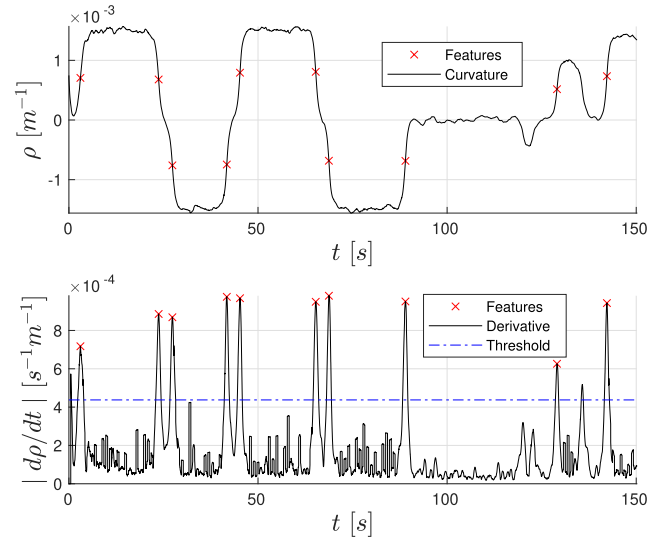 × 10⁻³
1
0
-1
ρ [m⁻¹]
Features
Curvature
0
50
100
150
t [s]
× 10⁻⁴
8
6
4
2
0
| dρ/dt | [s⁻¹m⁻¹]
Features
Derivative
Threshold
0
50
100
150
t [s]